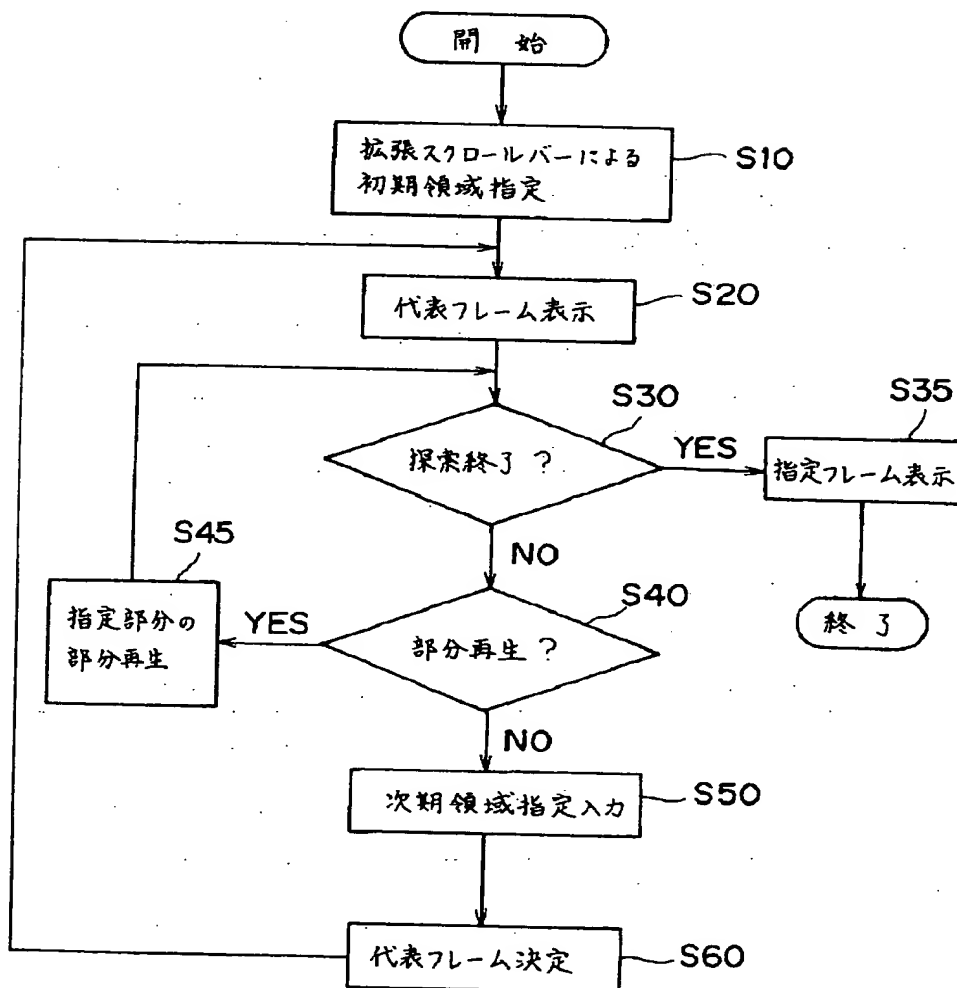 開 始
拡張スクロールバーによる
初期領域指定
S10
代表フレーム表示
S20
探索終了?
S30
YES
S35
指定フレーム表示
NO
S45
指定部分の
部分再生
YES
部分再生?
S40
終了
NO
次期領域指定入力
S50
代表フレーム決定
S60